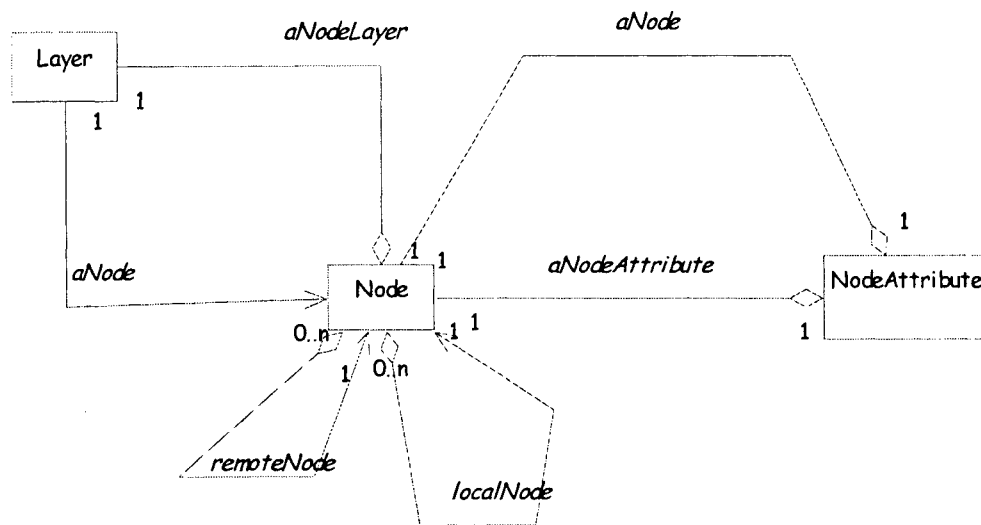 aNode
aNodeLayer
Layer
1
1
1
1
1
aNodeAttribute
aNode
Node
NodeAttribute
1
1
1
0..n
1
0..n
remoteNode
localNode